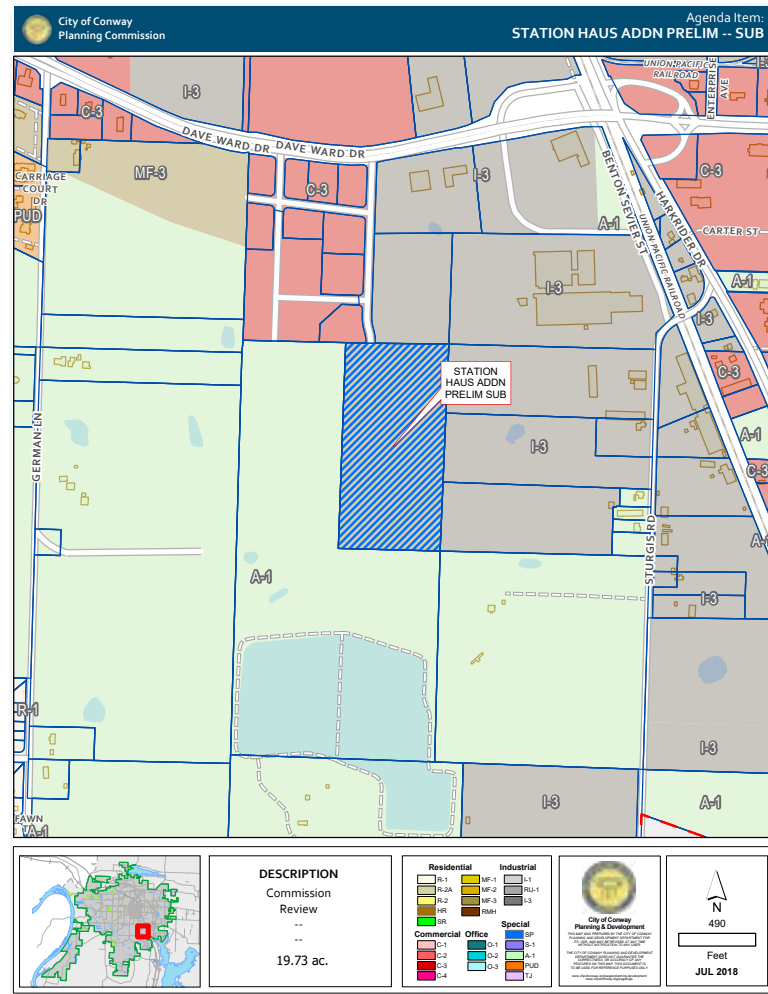 City of Conway
Planning Commission
Agenda Item:
STATION HAUS ADDN PRELIM -- SUB
UNION PACIFIC
RAILROAD
ENTERPRISE
AVE
I-3
C-3
DAVE WARD DR
DAVE WARD DR
MF-3
CARRIAGE
COURT
DR
PUD
C-3
I-3
C-3
BENTON
SEVIER ST
HARKRIDER DR
UNION PACIFIC RAILROAD
A-1
CARTER ST
A-1
I-3
I-3
STATION
HAUS ADDN
PRELIM SUB
C-3
GERMAN LN
I-3
A-1
C-3
STURGIS RD
A-1
I-3
R-1
I-3
FAWN
A-1
I-3
A-1
DESCRIPTION
Commission
Review
--
--
19.73 ac.
Residential
R-1
R-2A
R-2
HR
SR
MF-1
MF-2
MF-3
RMH
Industrial
I-1
RU-1
I-3
Commercial
C-1
C-2
C-3
C-4
Office
O-1
O-2
O-3
Special
SP
S-1
A-1
PUD
TJ
City of Conway
Planning & Development
N
490
Feet
JUL 2018